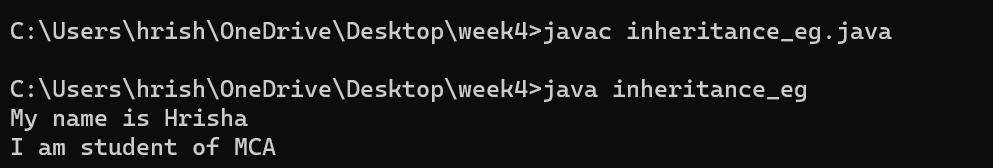 C:\Users\hrish\OneDrive\Desktop\week4>javac inheritance_eg.java
C:\Users\hrish\OneDrive\Desktop\week4>java inheritance_eg
My name is Hrisha
I am student of MCA